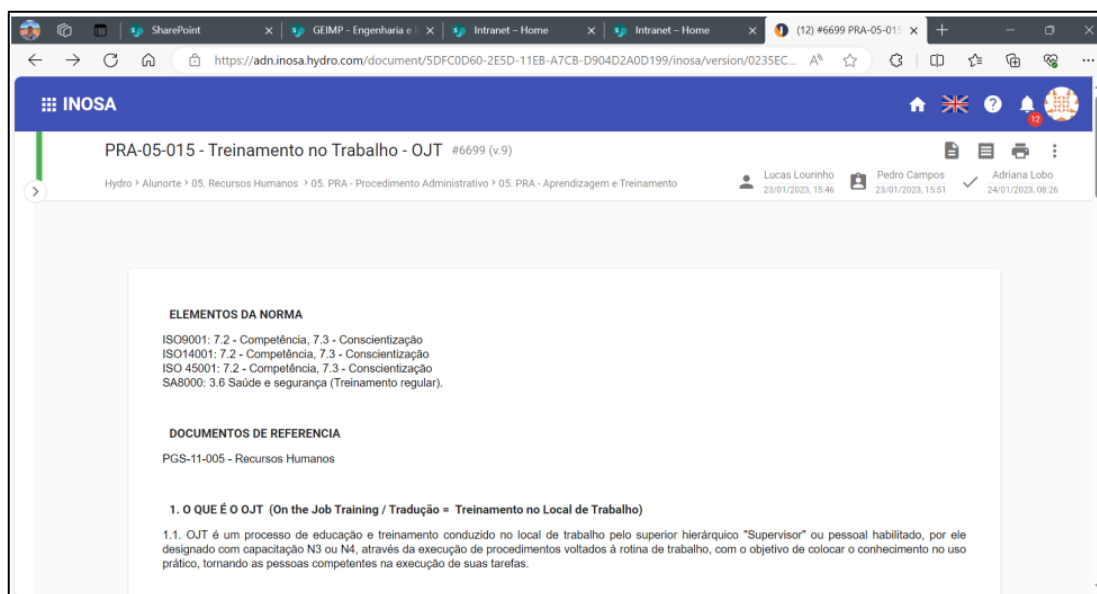 SharePoint
GEIMP - Engenharia e
Intranet – Home
Intranet – Home
(12) #6699 PRA-05-015
https://adn.inosa.hydro.com/document/5DFC0D60-2E5D-11EB-A7CB-D904D2A0D199/inosa/version/0235EC...
INOSA
12
PRA-05-015 - Treinamento no Trabalho - OJT #6699 (v.9)
Hydro > Alunorte > 05. Recursos Humanos > 05. PRA - Procedimento Administrativo > 05. PRA - Aprendizagem e Treinamento
Lucas Lourinho
23/01/2023, 15:46
Pedro Campos
23/01/2023, 15:51
Adriana Lobo
24/01/2023, 08:26
ELEMENTOS DA NORMA
ISO9001: 7.2 - Competência, 7.3 - Conscientização
ISO14001: 7.2 - Competência, 7.3 - Conscientização
ISO 45001: 7.2 - Competência, 7.3 - Conscientização
SA8000: 3.6 Saúde e segurança (Treinamento regular).
DOCUMENTOS DE REFERENCIA
PGS-11-005 - Recursos Humanos
1. O QUE É O OJT (On the Job Training / Tradução = Treinamento no Local de Trabalho)
1.1. OJT é um processo de educação e treinamento conduzido no local de trabalho pelo superior hierárquico "Supervisor" ou pessoal habilitado, por ele
designado com capacitação N3 ou N4, através da execução de procedimentos voltados à rotina de trabalho, com o objetivo de colocar o conhecimento no uso
prático, tornando as pessoas competentes na execução de suas tarefas.